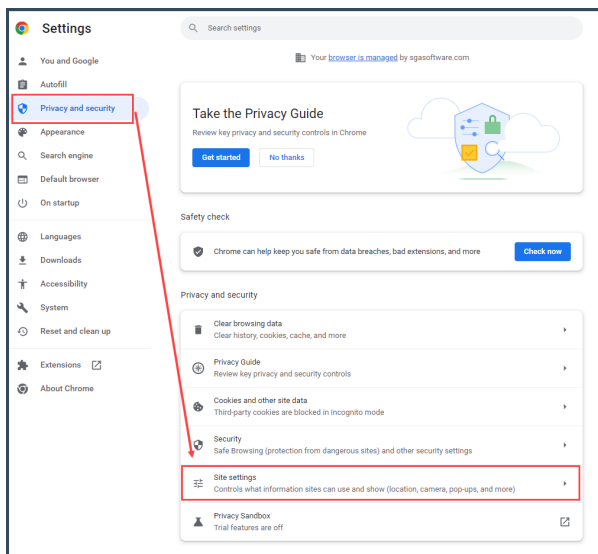 Settings
Search settings
You and Google
Autofill
Privacy and security
Appearance
Search engine
Default browser
On startup
Languages
Downloads
Accessibility
System
Reset and clean up
Extensions
About Chrome
Your browser is managed by sgasoftware.com
Take the Privacy Guide
Review key privacy and security controls in Chrome
Get started
No thanks
Safety check
Chrome can help keep you safe from data breaches, bad extensions, and more
Check now
Privacy and security
Clear browsing data
Clear history, cookies, cache, and more
Privacy Guide
Review key privacy and security controls
Cookies and other site data
Third-party cookies are blocked in Incognito mode
Security
Safe Browsing (protection from dangerous sites) and other security settings
Site settings
Controls what information sites can use and show (location, camera, pop-ups, and more)
Privacy Sandbox
Trial features are off